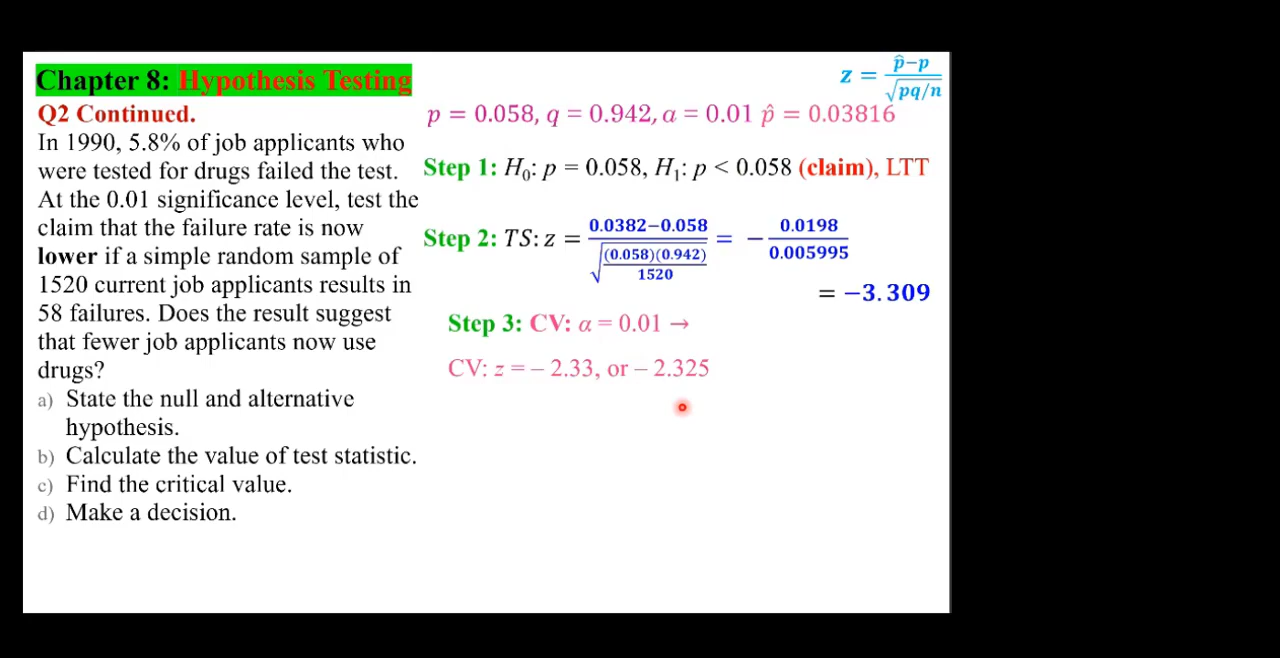 Chapter 8: Hypothesis Testing
z = p̂−p / √pq/n
Q2 Continued.
p = 0.058, q = 0.942, α = 0.01 p̂ = 0.03816
In 1990, 5.8% of job applicants who
were tested for drugs failed the test.
At the 0.01 significance level, test the
claim that the failure rate is now
lower if a simple random sample of
1520 current job applicants results in
58 failures. Does the result suggest
that fewer job applicants now use
drugs?
a) State the null and alternative
hypothesis.
b) Calculate the value of test statistic.
c) Find the critical value.
d) Make a decision.
Step 1: H₀: p = 0.058, H₁: p < 0.058 (claim), LTT
Step 2: TS: z = 0.0382−0.058 / √(0.058)(0.942)/1520 = − 0.0198/0.005995
= −3.309
Step 3: CV: α = 0.01 →
CV: z = – 2.33, or – 2.325